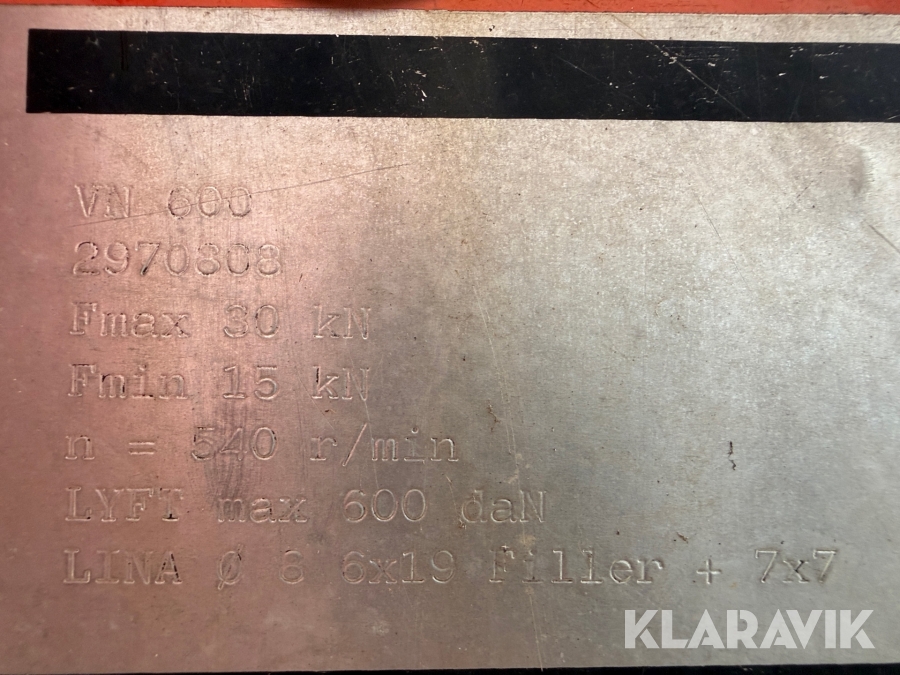 VN 600
2970808
Fmax 30 kN
Fmin 15 kN
n = 540 r/min
LYFT max 600 daN
LINA Ø 8 6x19 Filler + 7x7
KLARAVIK